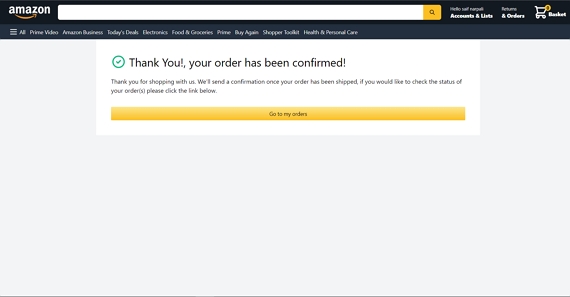 amazon
Hello saif natpali
Accounts & Lists
Returns
& Orders
0
Basket
All Prime Video Amazon Business Today's Deals Electronics Food & Groceries Prime Buy Again Shopper Toolkit Health & Personal Care
Thank You!, your order has been confirmed!
Thank you for shopping with us. We'll send a confirmation once your order has been shipped, if you would like to check the status of
your order(s) please click the link below.
Go to my orders